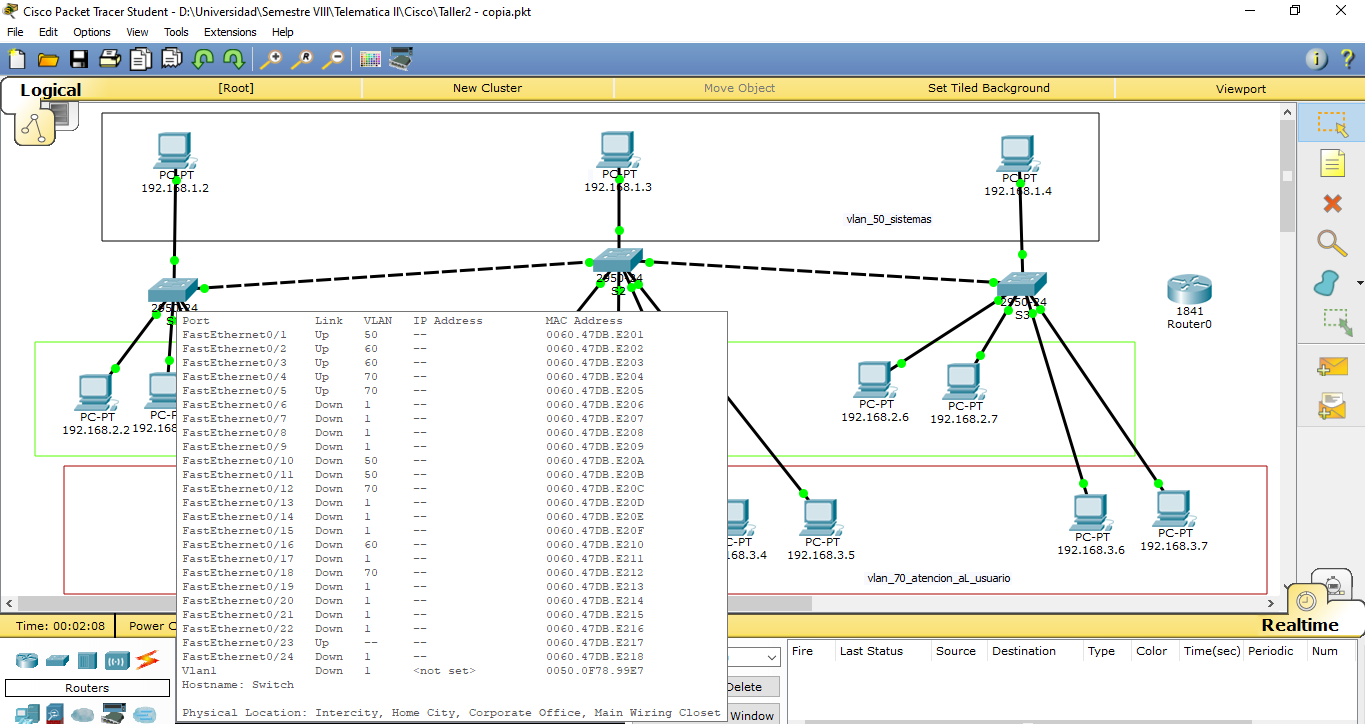 Cisco Packet Tracer Student - D:\Universidad\Semestre VIII\Telematica II\Cisco\Taller2 - copia.pkt
File Edit Options View Tools Extensions Help
Logical [Root] New Cluster Move Object Set Tiled Background Viewport
PC-PT
192.168.1.2
PC-PT
192.168.1.3
PC-PT
192.168.1.4
vlan_50_sistemas
2950-24
2950-24
S2
2950-24
S3
1841
Router0
PC-PT
192.168.2.2
192.168
PC-PT
192.168.2.6
PC-PT
192.168.2.7
PC-PT
192.168.3.5
PC-PT
192.168.3.6
PC-PT
192.168.3.7
vlan_70_atencion_aL_usuario
Port Link VLAN IP Address MAC Address
FastEthernet0/1 Up 50 -- 0060.47DB.E201
FastEthernet0/2 Up 60 -- 0060.47DB.E202
FastEthernet0/3 Up 60 -- 0060.47DB.E203
FastEthernet0/4 Up 70 -- 0060.47DB.E204
FastEthernet0/5 Up 70 -- 0060.47DB.E205
FastEthernet0/6 Down 1 -- 0060.47DB.E206
FastEthernet0/7 Down 1 -- 0060.47DB.E207
FastEthernet0/8 Down 1 -- 0060.47DB.E208
FastEthernet0/9 Down 1 -- 0060.47DB.E209
FastEthernet0/10 Down 50 -- 0060.47DB.E20A
FastEthernet0/11 Down 50 -- 0060.47DB.E20B
FastEthernet0/12 Down 70 -- 0060.47DB.E20C
FastEthernet0/13 Down 1 -- 0060.47DB.E20D
FastEthernet0/14 Down 1 -- 0060.47DB.E20E
FastEthernet0/15 Down 1 -- 0060.47DB.E20F
FastEthernet0/16 Down 60 -- 0060.47DB.E210
FastEthernet0/17 Down 1 -- 0060.47DB.E211
FastEthernet0/18 Down 70 -- 0060.47DB.E212
FastEthernet0/19 Down 1 -- 0060.47DB.E213
FastEthernet0/20 Down 1 -- 0060.47DB.E214
FastEthernet0/21 Down 1 -- 0060.47DB.E215
FastEthernet0/22 Down 1 -- 0060.47DB.E216
FastEthernet0/23 Up -- -- 0060.47DB.E217
FastEthernet0/24 Down 1 -- 0060.47DB.E218
Vlan1 Down 1 <not set> 0050.0F78.99E7
Hostname: Switch
Physical Location: Intercity, Home City, Corporate Office, Main Wiring Closet
Time: 00:02:08 Power C
Realtime
Routers
Delete
Window
Fire Last Status Source Destination Type Color Time(sec) Periodic Num